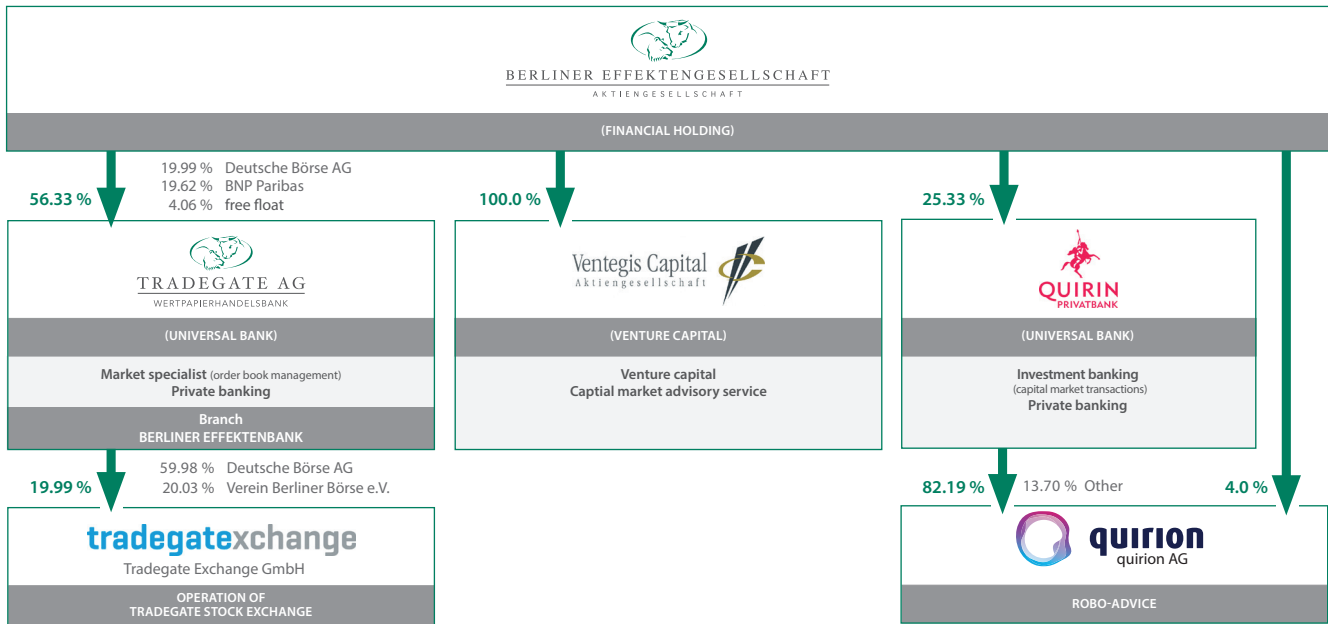 BERLINER EFFEKTENGESELLSCHAFT
AKTIENGESELLSCHAFT
(FINANCIAL HOLDING)
56.33 %
19.99 % Deutsche Börse AG
19.62 % BNP Paribas
4.06 % free float
100.0 %
25.33 %
TRADEGATE AG
WERTPAPIERHANDELSBANK
(UNIVERSAL BANK)
Market specialist (order book management)
Private banking
Branch
BERLINER EFFEKTENBANK
Ventegis Capital
Aktiengesellschaft
(VENTURE CAPITAL)
Venture capital
Captial market advisory service
QUIRIN
PRIVATBANK
(UNIVERSAL BANK)
Investment banking
(capital market transactions)
Private banking
19.99 %
59.98 % Deutsche Börse AG
20.03 % Verein Berliner Börse e.V.
82.19 %
13.70 % Other
4.0 %
tradegatexchange
Tradegate Exchange GmbH
OPERATION OF
TRADEGATE STOCK EXCHANGE
quirion
quirion AG
ROBO-ADVICE